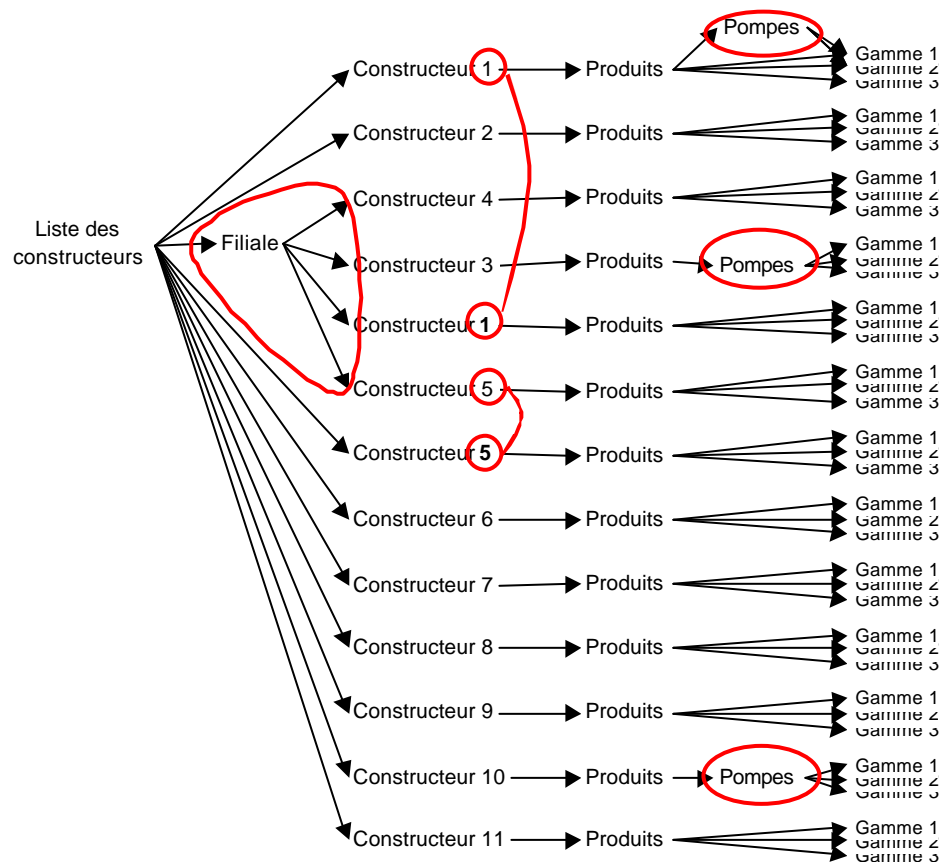 Pompes
Constructeur 1 Produits
Gamme 1
Gamme 2
Gamme 3
Constructeur 2 Produits
Gamme 1
Gamme 2
Gamme 3
Constructeur 4 Produits
Gamme 1
Gamme 2
Gamme 3
Liste des
constructeurs
Filiale
Constructeur 3 Produits Pompes
Gamme 1
Gamme 2
Gamme 3
Constructeur 1 Produits
Gamme 1
Gamme 2
Gamme 3
Constructeur 5 Produits
Gamme 1
Gamme 2
Gamme 3
Constructeur 5 Produits
Gamme 1
Gamme 2
Gamme 3
Constructeur 6 Produits
Gamme 1
Gamme 2
Gamme 3
Constructeur 7 Produits
Gamme 1
Gamme 2
Gamme 3
Constructeur 8 Produits
Gamme 1
Gamme 2
Gamme 3
Constructeur 9 Produits
Gamme 1
Gamme 2
Gamme 3
Constructeur 10 Produits Pompes
Gamme 1
Gamme 2
Gamme 3
Constructeur 11 Produits
Gamme 1
Gamme 2
Gamme 3